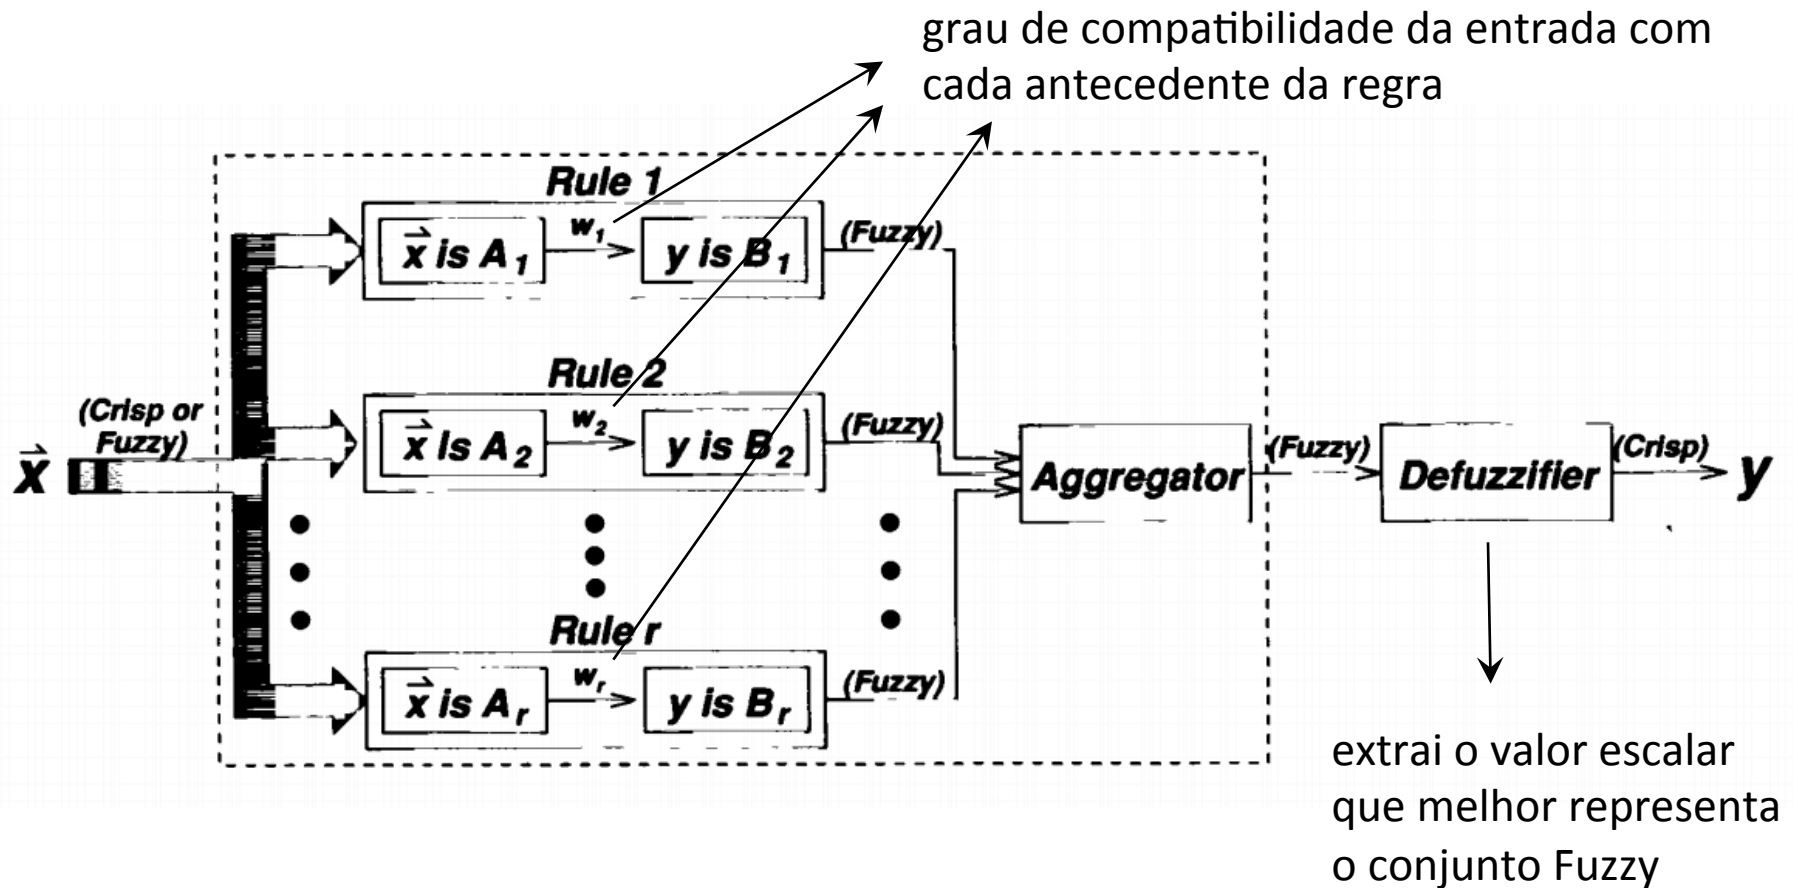 grau de compatibilidade da entrada com
cada antecedente da regra
Rule 1
x is A1
w1
y is B1
(Fuzzy)
Rule 2
(Crisp or
Fuzzy)
x
x is A2
w2
y is B2
(Fuzzy)
Aggregator
(Fuzzy)
Defuzzifier
(Crisp)
y
Rule r
x is Ar
wr
y is Br
(Fuzzy)
extrai o valor escalar
que melhor representa
o conjunto Fuzzy